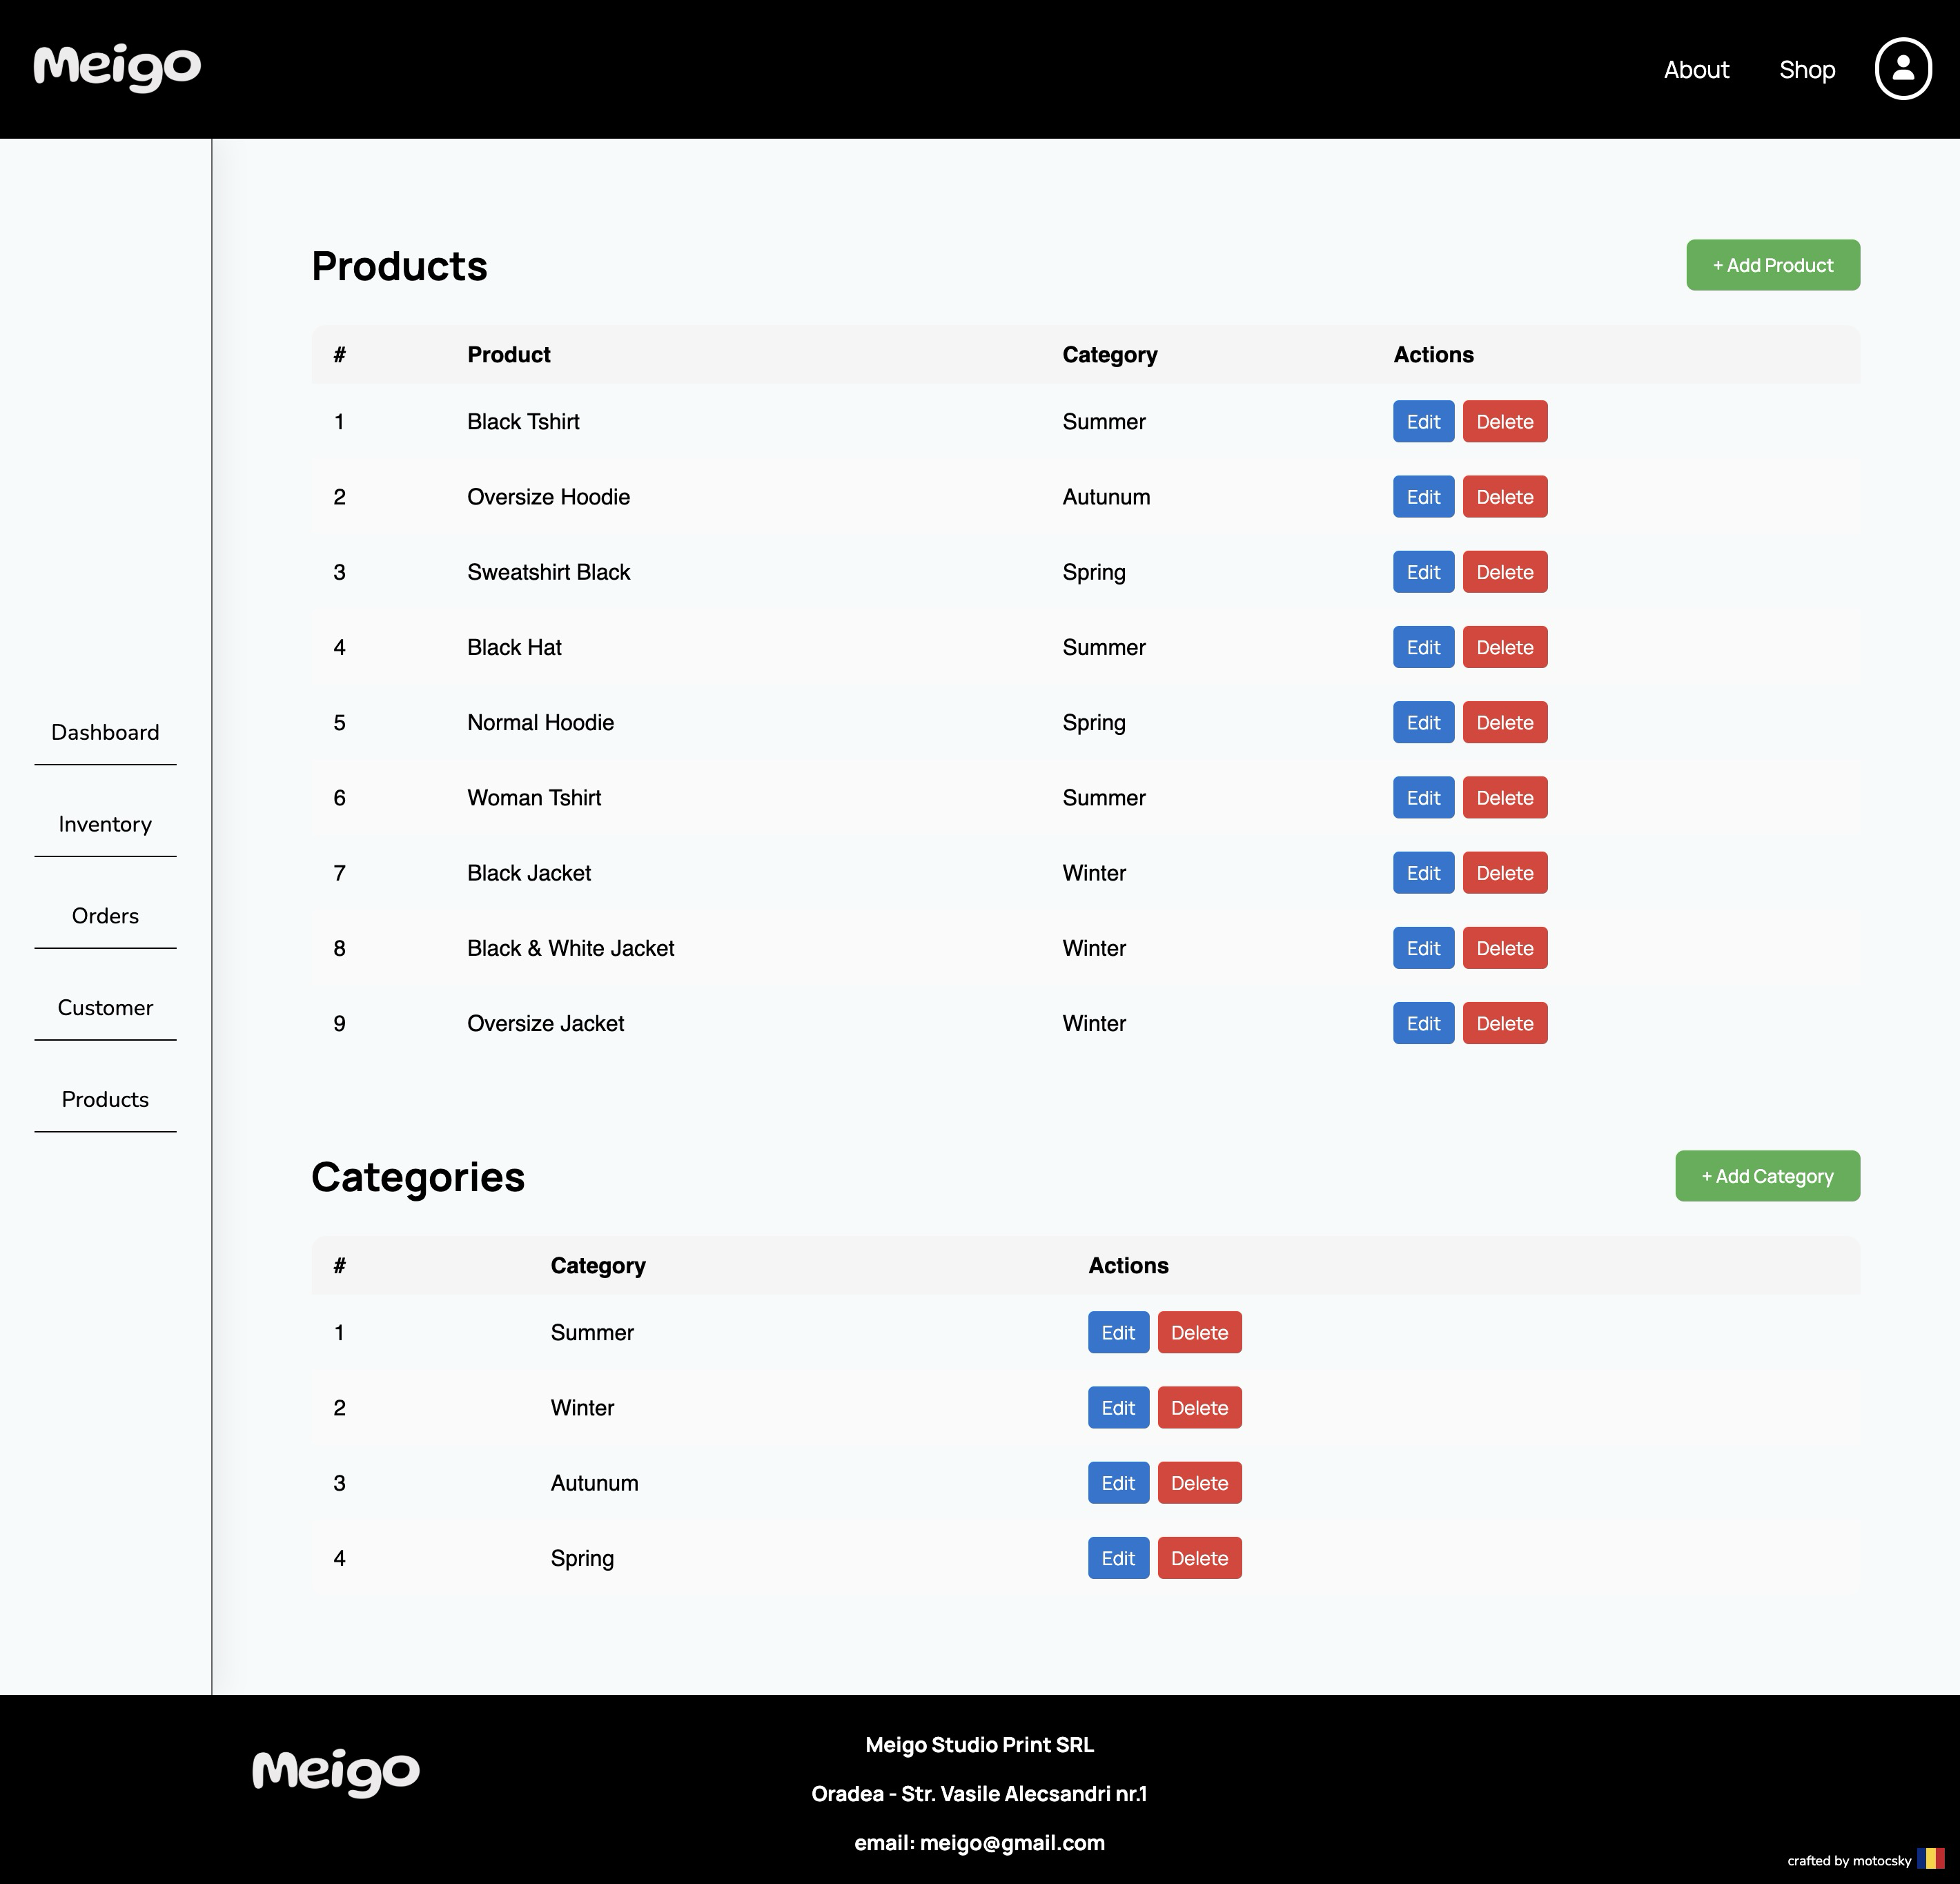 Meigo
About Shop
Products
+ Add Product
# Product Category Actions
1 Black Tshirt Summer Edit Delete
2 Oversize Hoodie Autunum Edit Delete
3 Sweatshirt Black Spring Edit Delete
4 Black Hat Summer Edit Delete
5 Normal Hoodie Spring Edit Delete
6 Woman Tshirt Summer Edit Delete
7 Black Jacket Winter Edit Delete
8 Black & White Jacket Winter Edit Delete
9 Oversize Jacket Winter Edit Delete
Dashboard
Inventory
Orders
Customer
Products
Categories
+ Add Category
# Category Actions
1 Summer Edit Delete
2 Winter Edit Delete
3 Autunum Edit Delete
4 Spring Edit Delete
Meigo
Meigo Studio Print SRL
Oradea - Str. Vasile Alecsandri nr.1
email: meigo@gmail.com
crafted by motocsky